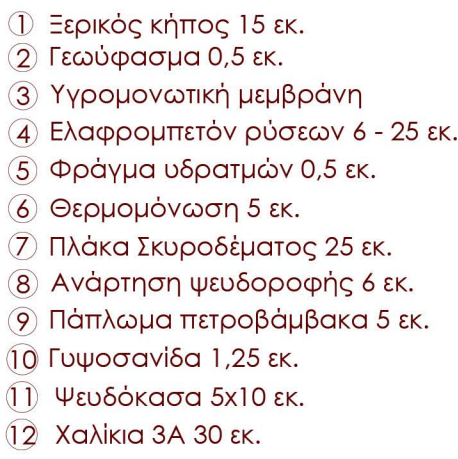 1 Ξερικός κήπος 15 εκ.
2 Γεωύφασμα 0,5 εκ.
3 Υγρομονωτική μεμβράνη
4 Ελαφρομπετόν ρύσεων 6 - 25 εκ.
5 Φράγμα υδρατμών 0,5 εκ.
6 Θερμομόνωση 5 εκ.
7 Πλάκα Σκυροδέματος 25 εκ.
8 Ανάρτηση ψευδοροφής 6 εκ.
9 Πάπλωμα πετροβάμβακα 5 εκ.
10 Γυψοσανίδα 1,25 εκ.
11 Ψευδόκασα 5x10 εκ.
12 Χαλίκια 3Α 30 εκ.